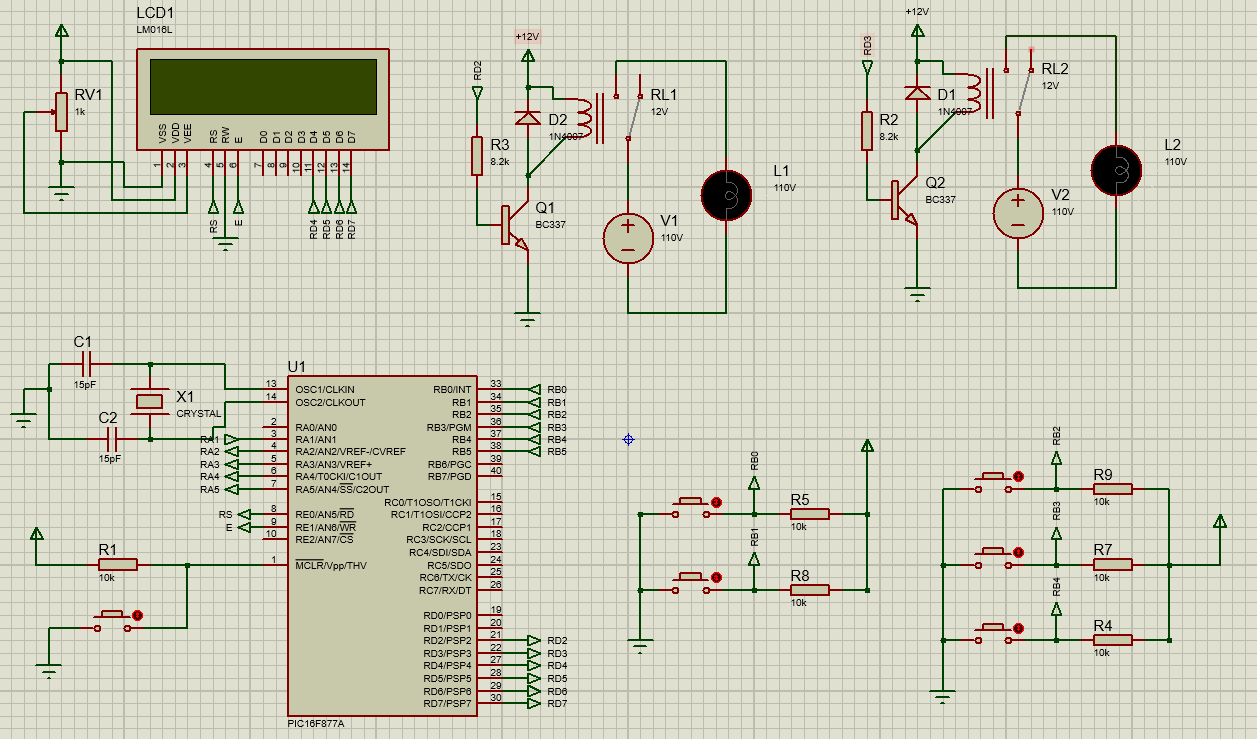 LCD1
LM016L
RV1
1k
VSS
VDD
VEE
RS
RW
E
D0
D1
D2
D3
D4
D5
D6
D7
1
2
3
4
5
6
7
8
9
10
11
12
13
14
RS
E
RD4
RD5
RD6
RD7
+12V
RD2
R3
8.2k
D2
1N4007
Q1
BC337
RL1
12V
V1
110V
L1
110V
+12V
RD3
R2
8.2k
D1
1N4007
Q2
BC337
RL2
12V
V2
110V
L2
110V
C1
15pF
C2
15pF
X1
CRYSTAL
R1
10k
U1
13 OSC1/CLKIN
14 OSC2/CLKOUT
2 RA0/AN0
RA1 3 RA1/AN1
RA2 4 RA2/AN2/VREF-/CVREF
RA3 5 RA3/AN3/VREF+
RA4 6 RA4/T0CKI/C1OUT
RA5 7 RA5/AN4/SS/C2OUT
RS 8 RE0/AN5/RD
E 9 RE1/AN6/WR
10 RE2/AN7/CS
1 MCLR/Vpp/THV
RB0/INT 33 RB0
RB1 34 RB1
RB2 35 RB2
RB3/PGM 36 RB3
RB4 37 RB4
RB5 38 RB5
RB6/PGC 39
RB7/PGD 40
RC0/T1OSO/T1CKI 15
RC1/T1OSI/CCP2 16
RC2/CCP1 17
RC3/SCK/SCL 18
RC4/SDI/SDA 23
RC5/SDO 24
RC6/TX/CK 25
RC7/RX/DT 26
RD0/PSP0 19
RD1/PSP1 20
RD2/PSP2 21 RD2
RD3/PSP3 22 RD3
RD4/PSP4 27 RD4
RD5/PSP5 28 RD5
RD6/PSP6 29 RD6
RD7/PSP7 30 RD7
PIC16F877A
RB0
R5
10k
RB1
R8
10k
RB2
R9
10k
RB3
R7
10k
RB4
R4
10k